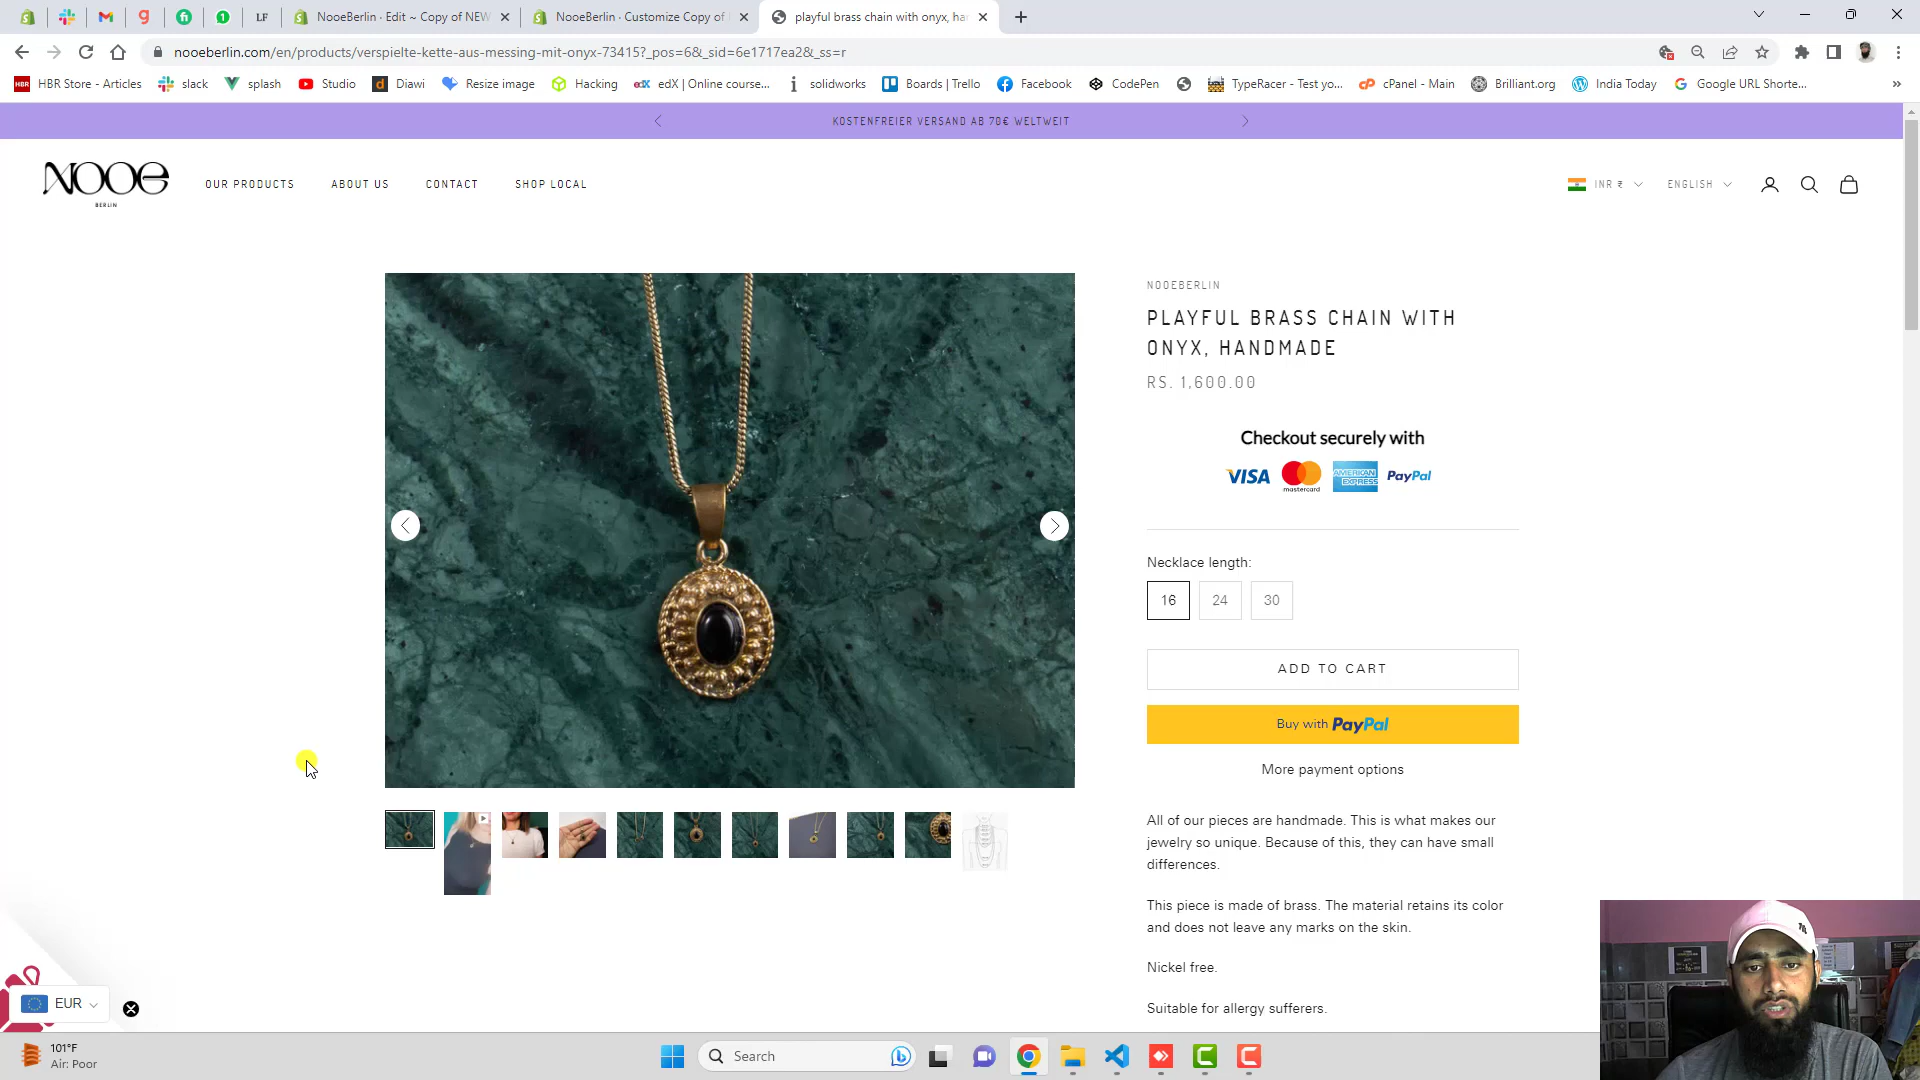 NooeBerlin · Edit ~ Copy of NEW
NooeBerlin · Customize Copy of
playful brass chain with onyx, har
nooeberlin.com/en/products/verspielte-kette-aus-messing-mit-onyx-73415?_pos=6&_sid=6e1717ea2&_ss=r
HBR Store - Articles
slack
splash
Studio
Diawi
Resize image
Hacking
edX | Online course...
solidworks
Boards | Trello
Facebook
CodePen
TypeRacer - Test yo...
cPanel - Main
Brilliant.org
India Today
Google URL Shorte...
KOSTENFREIER VERSAND AB 70€ WELTWEIT
NOOE
BERLIN
OUR PRODUCTS
ABOUT US
CONTACT
SHOP LOCAL
INR ₹
ENGLISH
NOOEBERLIN
PLAYFUL BRASS CHAIN WITH
ONYX, HANDMADE
RS. 1,600.00
Checkout securely with
VISA
mastercard
AMERICAN EXPRESS
PayPal
Necklace length:
16
24
30
ADD TO CART
Buy with PayPal
More payment options
All of our pieces are handmade. This is what makes our
jewelry so unique. Because of this, they can have small
differences.
This piece is made of brass. The material retains its color
and does not leave any marks on the skin.
Nickel free.
Suitable for allergy sufferers.
EUR
101°F
Air: Poor
Search